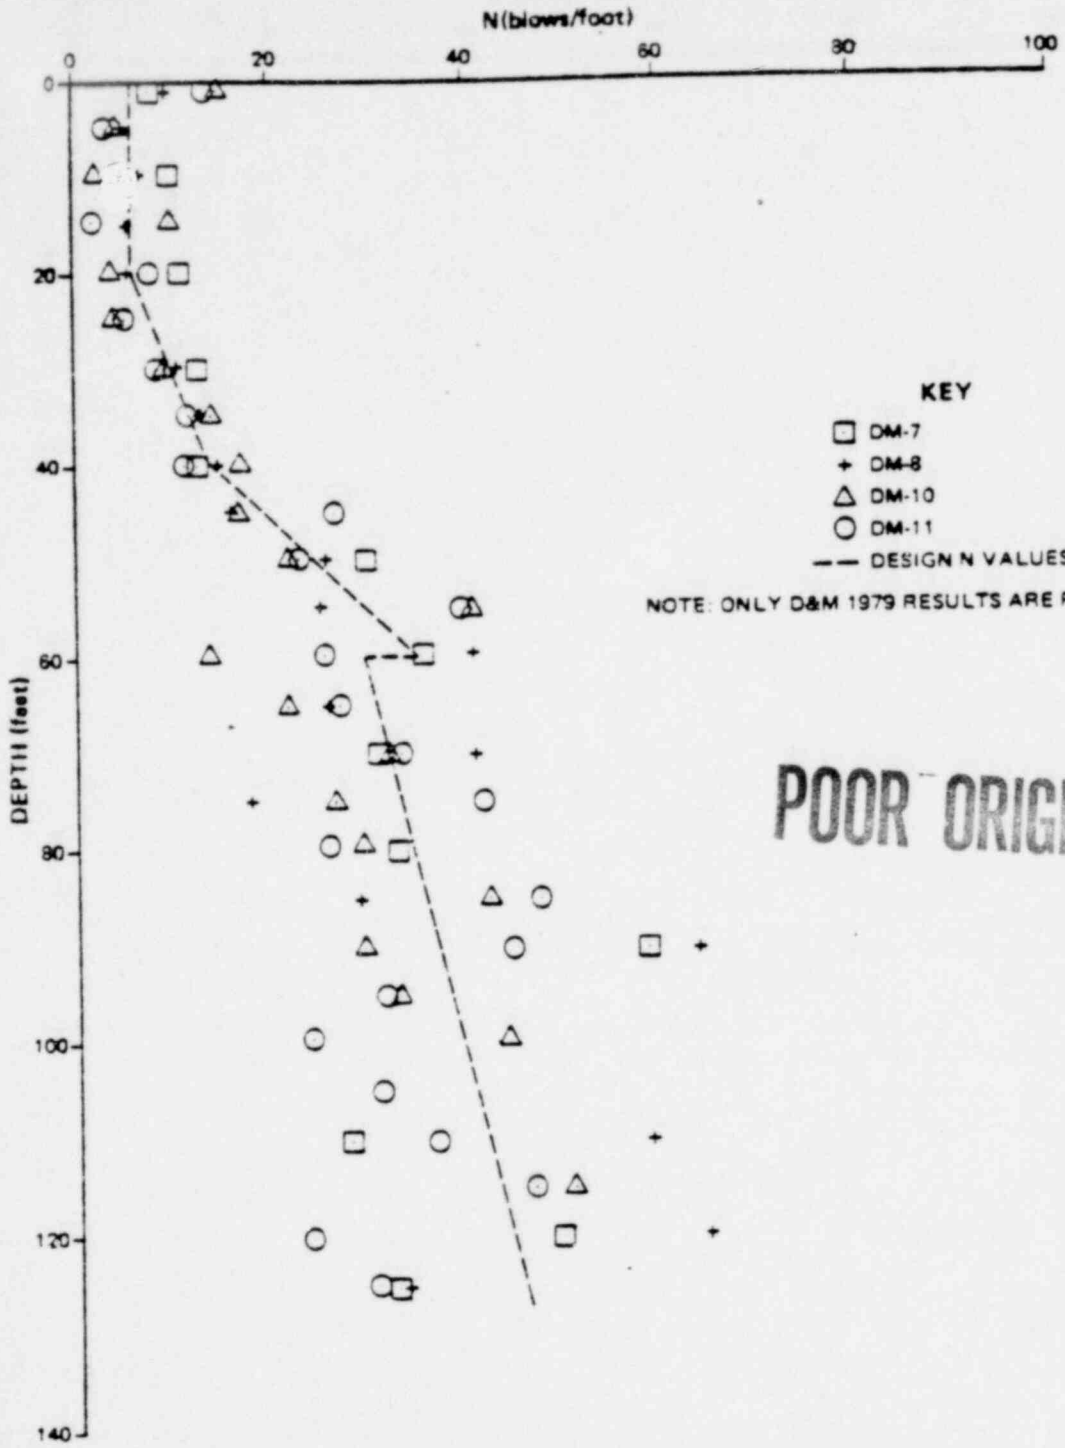 N(blows/foot)
0 20 40 60 80 100
0
20
40
60
80
100
120
140
DEPTH (feet)
KEY
DM-7
DM-8
DM-10
DM-11
DESIGN N VALUES
NOTE: ONLY D&M 1979 RESULTS ARE
POOR